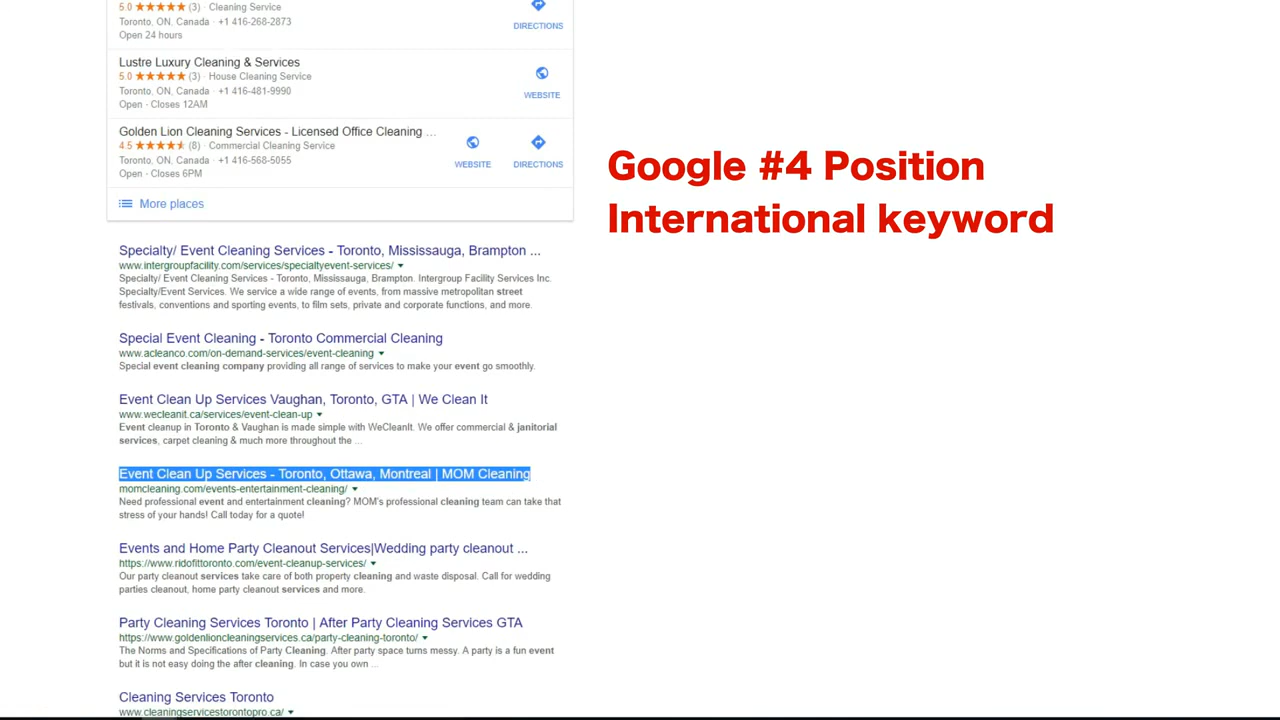 5.0 ★★★★★ (3) · Cleaning Service
Toronto, ON, Canada · +1 416-268-2873
Open 24 hours
DIRECTIONS
Lustre Luxury Cleaning & Services
5.0 ★★★★★ (3) · House Cleaning Service
Toronto, ON, Canada · +1 416-481-9990
Open · Closes 12AM
WEBSITE
Golden Lion Cleaning Services - Licensed Office Cleaning ...
4.5 ★★★★★ (8) · Commercial Cleaning Service
Toronto, ON, Canada · +1 416-568-5055
Open · Closes 6PM
WEBSITE
DIRECTIONS
More places
Google #4 Position
International keyword
Specialty/ Event Cleaning Services - Toronto, Mississauga, Brampton ...
www.intergroupfacility.com/services/specialtyevent-services/
Specialty/ Event Cleaning Services - Toronto, Mississauga, Brampton. Intergroup Facility Services Inc.
Specialty/Event Services. We service a wide range of events, from massive metropolitan street
festivals, conventions and sporting events, to film sets, private and corporate functions, and more.
Special Event Cleaning - Toronto Commercial Cleaning
www.acleanco.com/on-demand-services/event-cleaning
Special event cleaning company providing all range of services to make your event go smoothly.
Event Clean Up Services Vaughan, Toronto, GTA | We Clean It
www.wecleanit.ca/services/event-clean-up
Event cleanup in Toronto & Vaughan is made simple with WeCleanIt. We offer commercial & janitorial
services, carpet cleaning & much more throughout the ...
Event Clean Up Services - Toronto, Ottawa, Montreal | MOM Cleaning
momcleaning.com/events-entertainment-cleaning/
Need professional event and entertainment cleaning? MOM's professional cleaning team can take that
stress of your hands! Call today for a quote!
Events and Home Party Cleanout Services|Wedding party cleanout ...
https://www.ridofittoronto.com/event-cleanup-services/
Our party cleanout services take care of both property cleaning and waste disposal. Call for wedding
parties cleanout, home party cleanout services and more.
Party Cleaning Services Toronto | After Party Cleaning Services GTA
https://www.goldenlioncleaningservices.ca/party-cleaning-toronto/
The Norms and Specifications of Party Cleaning. After party space turns messy. A party is a fun event
but it is not easy doing the after cleaning. In case you own ...
Cleaning Services Toronto
www.cleaningservicestorontopro.ca/